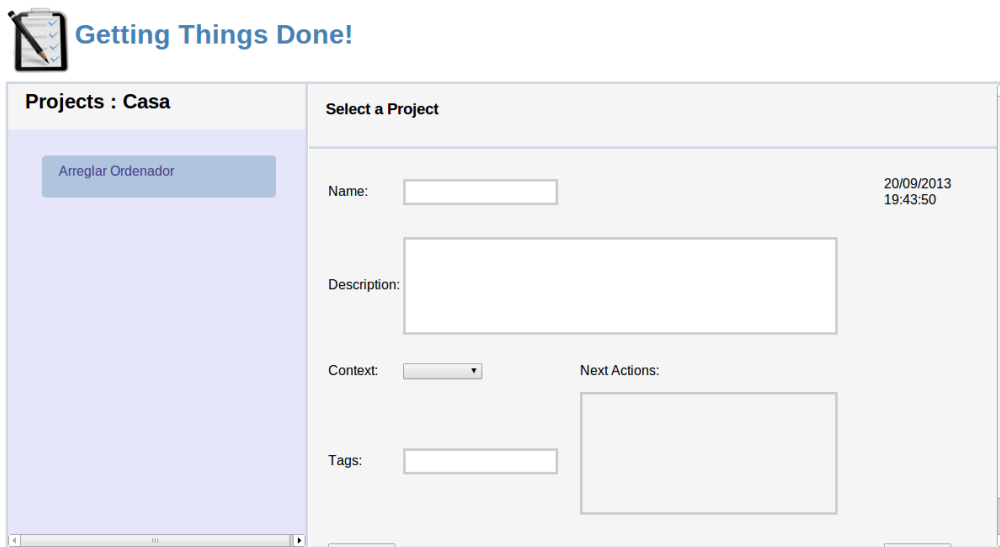 Getting Things Done!
Projects : Casa
Arreglar Ordenador
Select a Project
Name:
20/09/2013
19:43:50
Description:
Context:
Next Actions:
Tags: